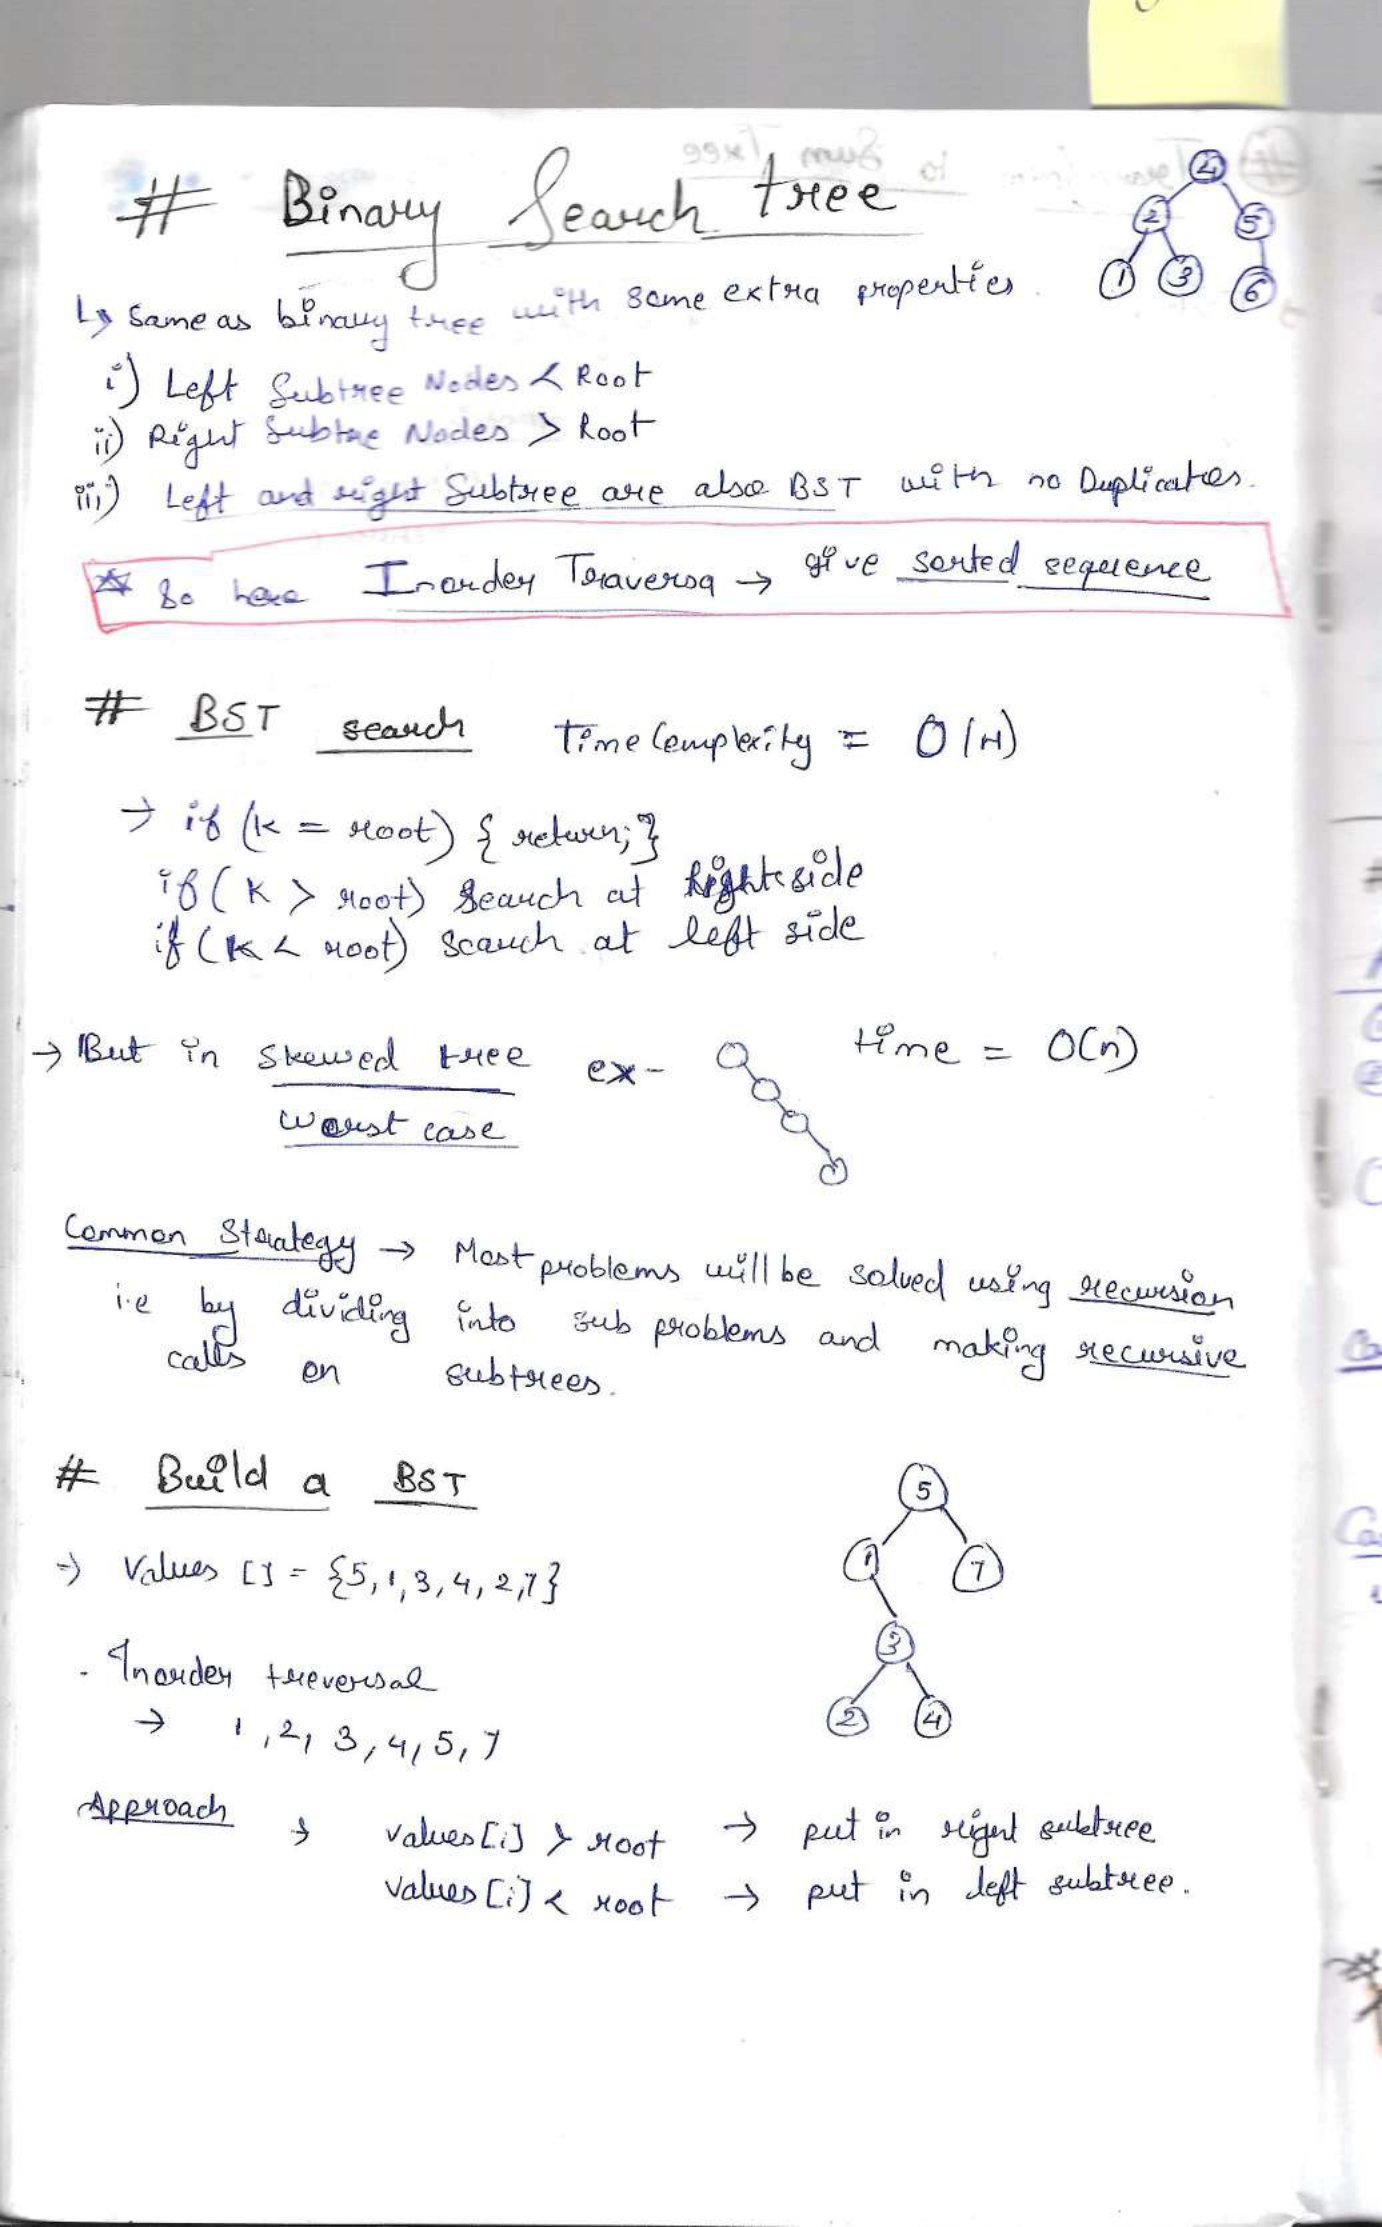 # Binary Search tree
4
2 5
1 3 6
↳ Same as binary tree with some extra properties.
i) Left Subtree Nodes < Root
ii) Right Subtree Nodes > Root
iii) Left and right Subtree are also BST with no Duplicates.
☆ So here Inorder Traversa → give sorted sequence
# BST search Time Complexity = O(H)
→ if (k = root) { return; }
if (K > root) Search at Right side
if (K < root) search at left side
→ But in skewed tree ex- time = O(n)
worst case
Common Strategy → Most problems will be solved using recursion
i.e by dividing into sub problems and making recursive
calls on subtrees.
# Build a BST
5
→ Values [] = {5, 1, 3, 4, 2, 7}
1 7
3
. Inorder treversal
2 4
→ 1, 2, 3, 4, 5, 7
Approach → values[i] > root → put in right subtree
values[i] < root → put in left subtree.